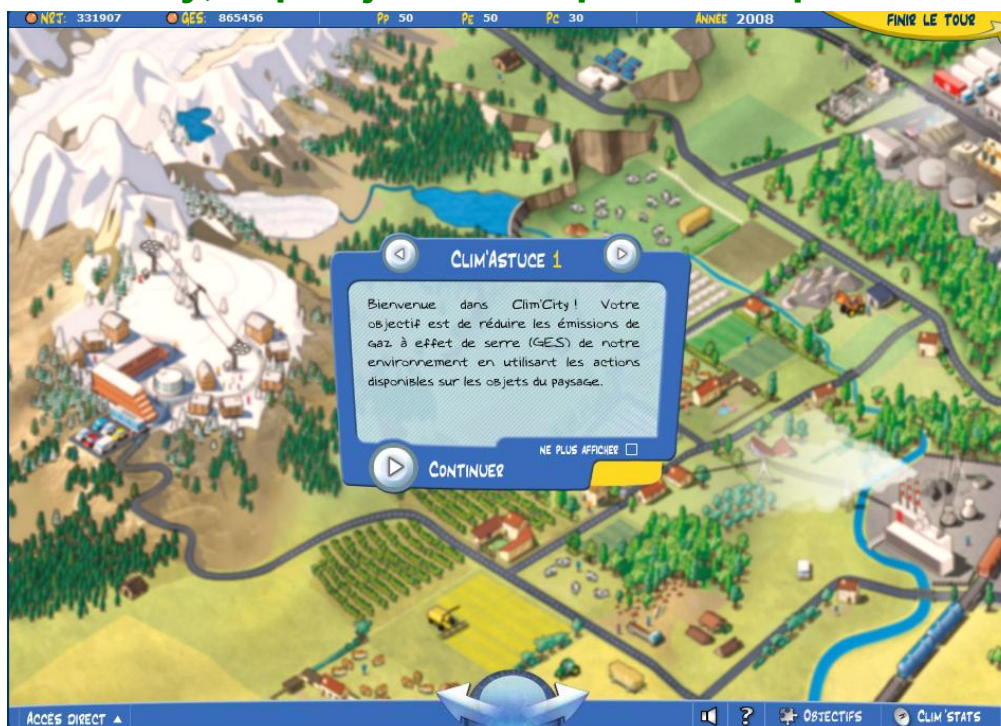 NRJ: 331907 GES: 865456 PP 50 PE 50 PC 30 ANNÉE 2008 FINIR LE TOUR
CLIM'ASTUCE 1
Bienvenue dans Clim'City ! Votre
objectif est de réduire les émissions de
gaz à effet de serre (GES) de notre
environnement en utilisant les actions
disponibles sur les objets du paysage.
NE PLUS AFFICHER
CONTINUER
ACCÈS DIRECT ? OBJECTIFS CLIM'STATS